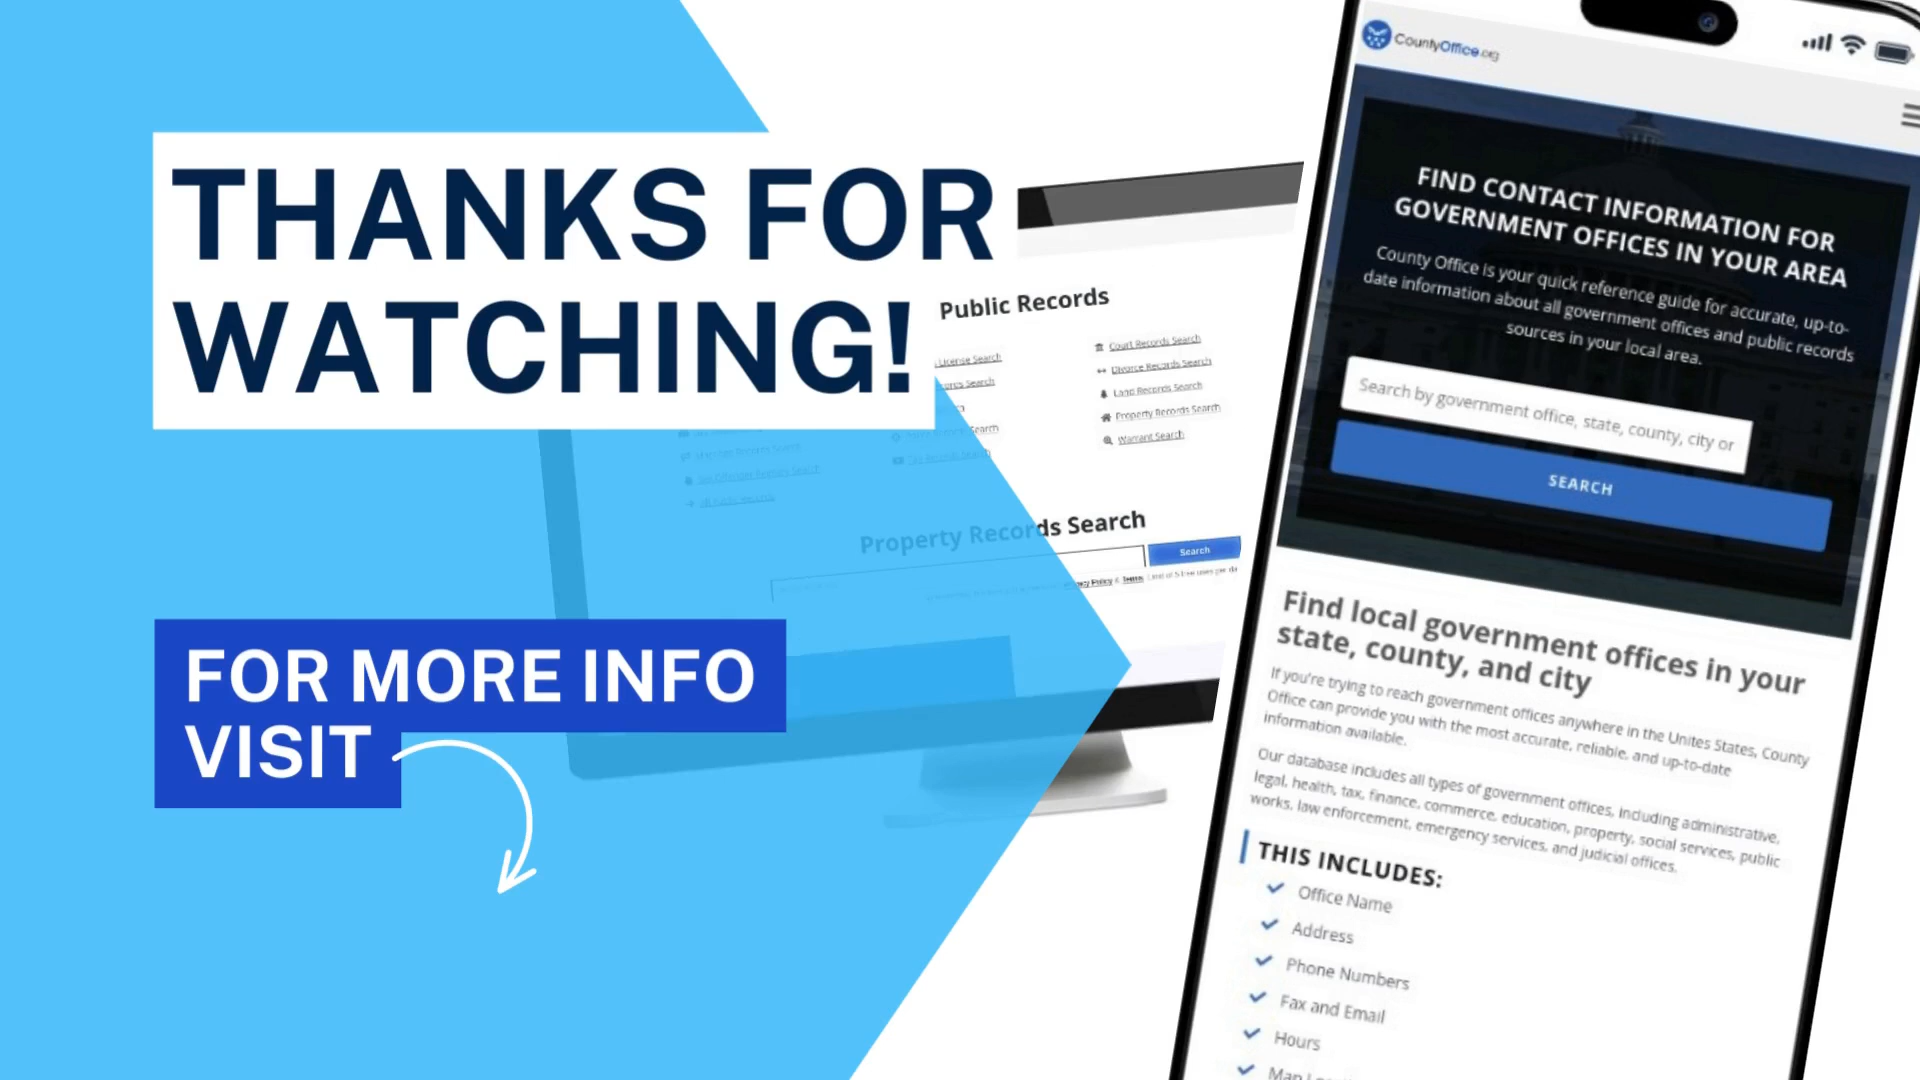 THANKS FOR
WATCHING!
FOR MORE INFO
VISIT
Public Records
License Search
Search
Search
Court Records Search
Divorce Records Search
Land Records Search
Property Records Search
Warrant Search
Property Records Search
Search
Policy & Terms
CountyOffice.org
FIND CONTACT INFORMATION FOR
GOVERNMENT OFFICES IN YOUR AREA
County Office is your quick reference guide for accurate, up-to-
date information about all government offices and public records
sources in your local area.
Search by government office, state, county, city or
SEARCH
Find local government offices in your
state, county, and city
If you're trying to reach government offices anywhere in the Unites States, County
Office can provide you with the most accurate, reliable, and up-to-date
information available.
Our database includes all types of government offices, including administrative,
legal, health, tax, finance, commerce, education, property, social services, public
works, law enforcement, emergency services, and judicial offices.
THIS INCLUDES:
Office Name
Address
Phone Numbers
Fax and Email
Hours